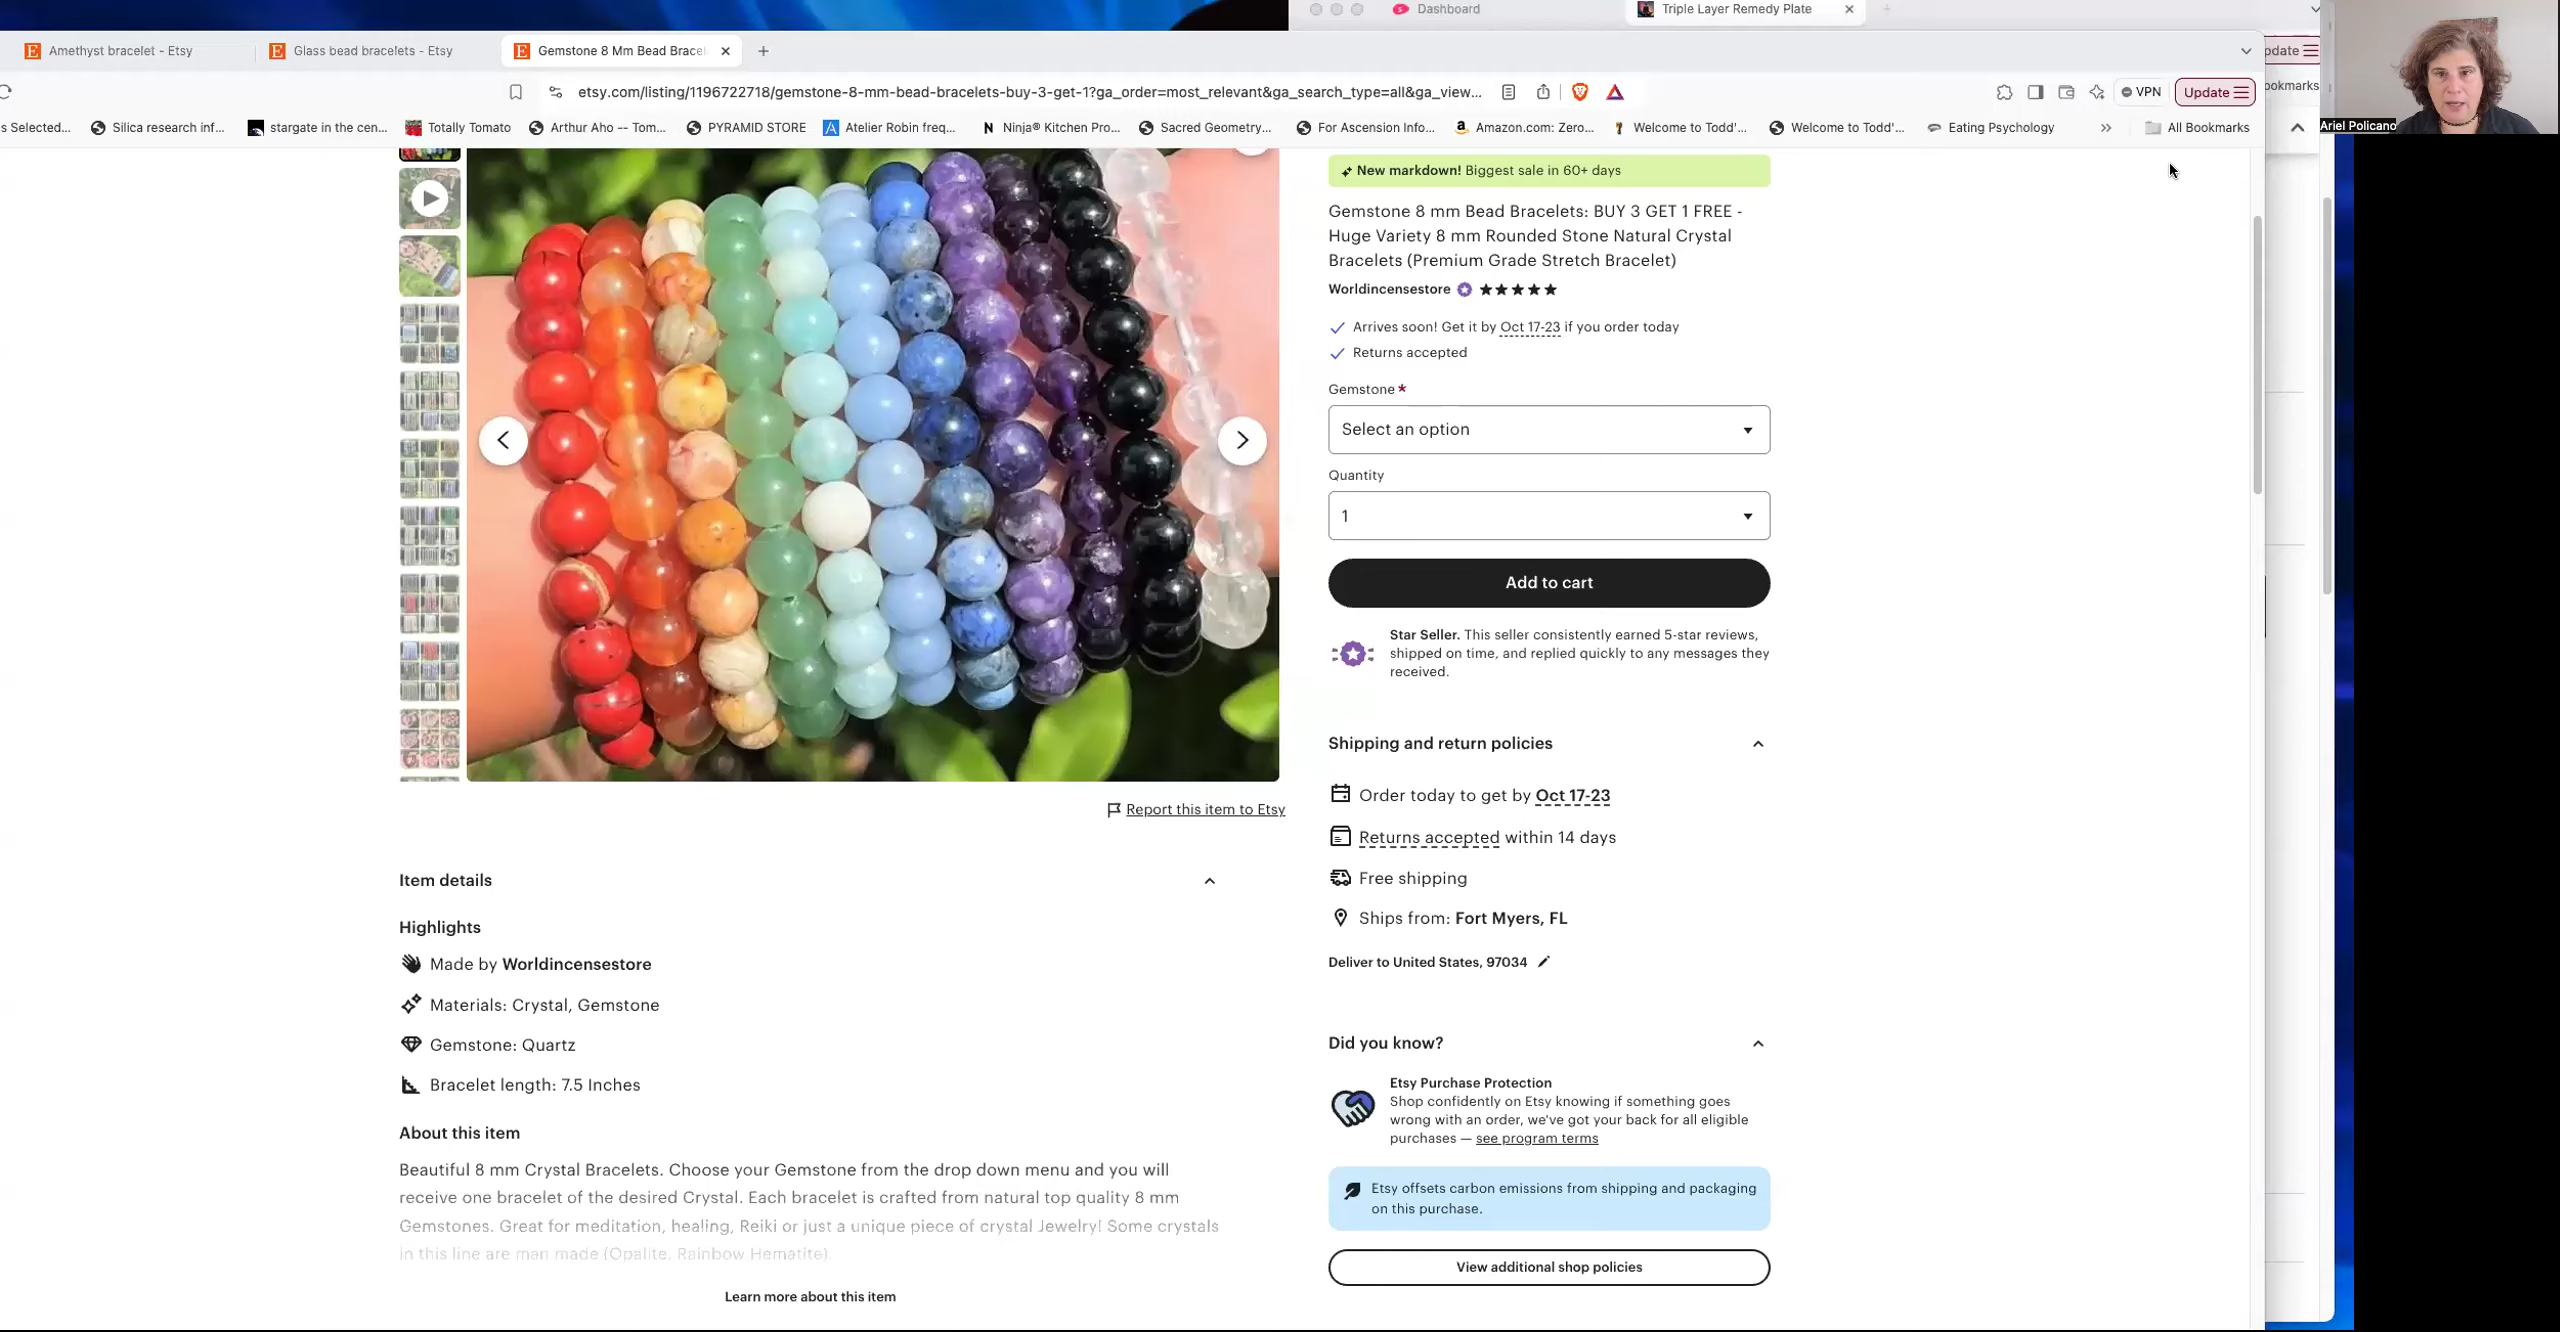 Dashboard
Triple Layer Remedy Plate
Amethyst bracelet - Etsy
Glass bead bracelets - Etsy
Gemstone 8 Mm Bead Brace
pdate
etsy.com/listing/1196722718/gemstone-8-mm-bead-bracelets-buy-3-get-1?ga_order=most_relevant&ga_search_type=all&ga_view...
VPN
Update
ookmarks
s Selected...
Silica research inf...
stargate in the cen...
Totally Tomato
Arthur Aho -- Tom...
PYRAMID STORE
Atelier Robin freq...
Ninja® Kitchen Pro...
Sacred Geometry...
For Ascension Info...
Amazon.com: Zero...
Welcome to Todd'...
Welcome to Todd'...
Eating Psychology
All Bookmarks
Ariel Policano
New markdown! Biggest sale in 60+ days
Gemstone 8 mm Bead Bracelets: BUY 3 GET 1 FREE -
Huge Variety 8 mm Rounded Stone Natural Crystal
Bracelets (Premium Grade Stretch Bracelet)
Worldincensestore
Arrives soon! Get it by Oct 17-23 if you order today
Returns accepted
Gemstone *
Select an option
Quantity
1
Add to cart
Star Seller. This seller consistently earned 5-star reviews,
shipped on time, and replied quickly to any messages they
received.
Shipping and return policies
Order today to get by Oct 17-23
Returns accepted within 14 days
Free shipping
Ships from: Fort Myers, FL
Deliver to United States, 97034
Did you know?
Etsy Purchase Protection
Shop confidently on Etsy knowing if something goes
wrong with an order, we've got your back for all eligible
purchases — see program terms
Etsy offsets carbon emissions from shipping and packaging
on this purchase.
View additional shop policies
Report this item to Etsy
Item details
Highlights
Made by Worldincensestore
Materials: Crystal, Gemstone
Gemstone: Quartz
Bracelet length: 7.5 Inches
About this item
Beautiful 8 mm Crystal Bracelets. Choose your Gemstone from the drop down menu and you will
receive one bracelet of the desired Crystal. Each bracelet is crafted from natural top quality 8 mm
Gemstones. Great for meditation, healing, Reiki or just a unique piece of crystal Jewelry! Some crystals
in this line are man made (Opalite, Rainbow Hematite).
Learn more about this item